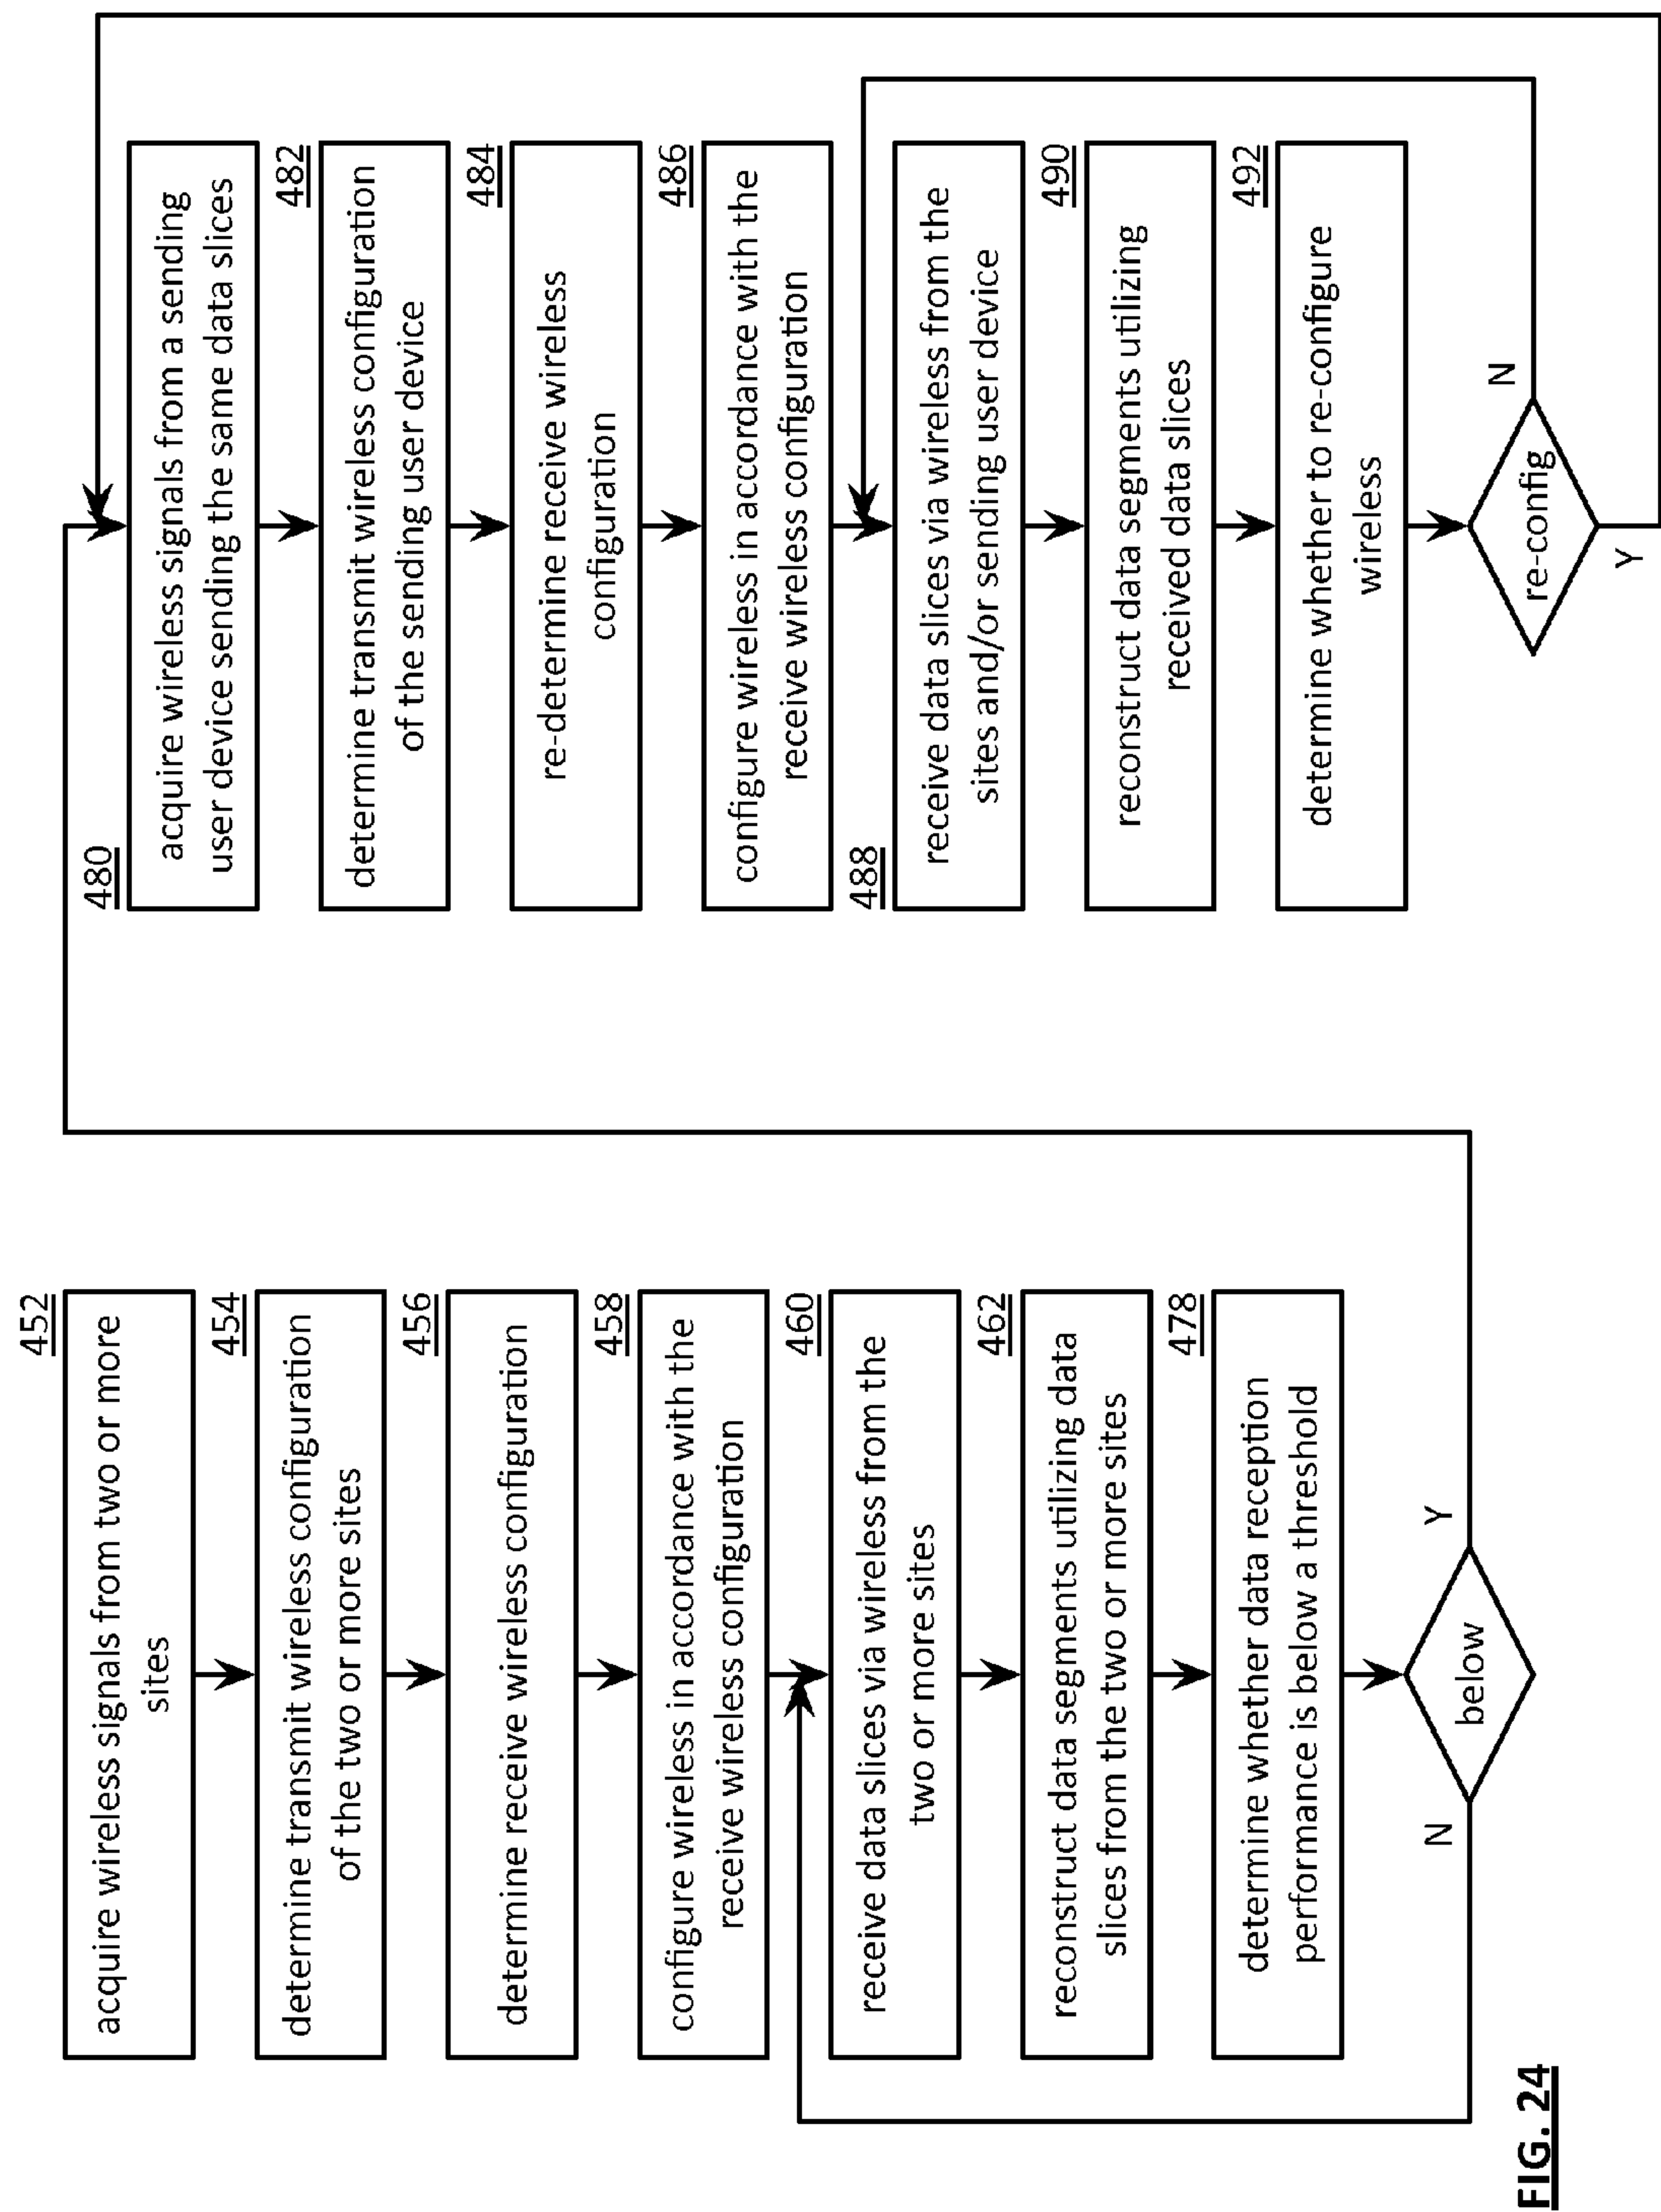 452
acquire wireless signals from two or more
sites
454
determine transmit wireless configuration
of the two or more sites
456
determine receive wireless configuration
458
configure wireless in accordance with the
receive wireless configuration
460
receive data slices via wireless from the
two or more sites
462
reconstruct data segments utilizing data
slices from the two or more sites
478
determine whether data reception
performance is below a threshold
below
N
Y
480
acquire wireless signals from a sending
user device sending the same data slices
482
determine transmit wireless configuration
of the sending user device
484
re-determine receive wireless
configuration
486
configure wireless in accordance with the
receive wireless configuration
488
receive data slices via wireless from the
sites and/or sending user device
490
reconstruct data segments utilizing
received data slices
492
determine whether to re-configure
wireless
re-config
N
Y
FIG. 24